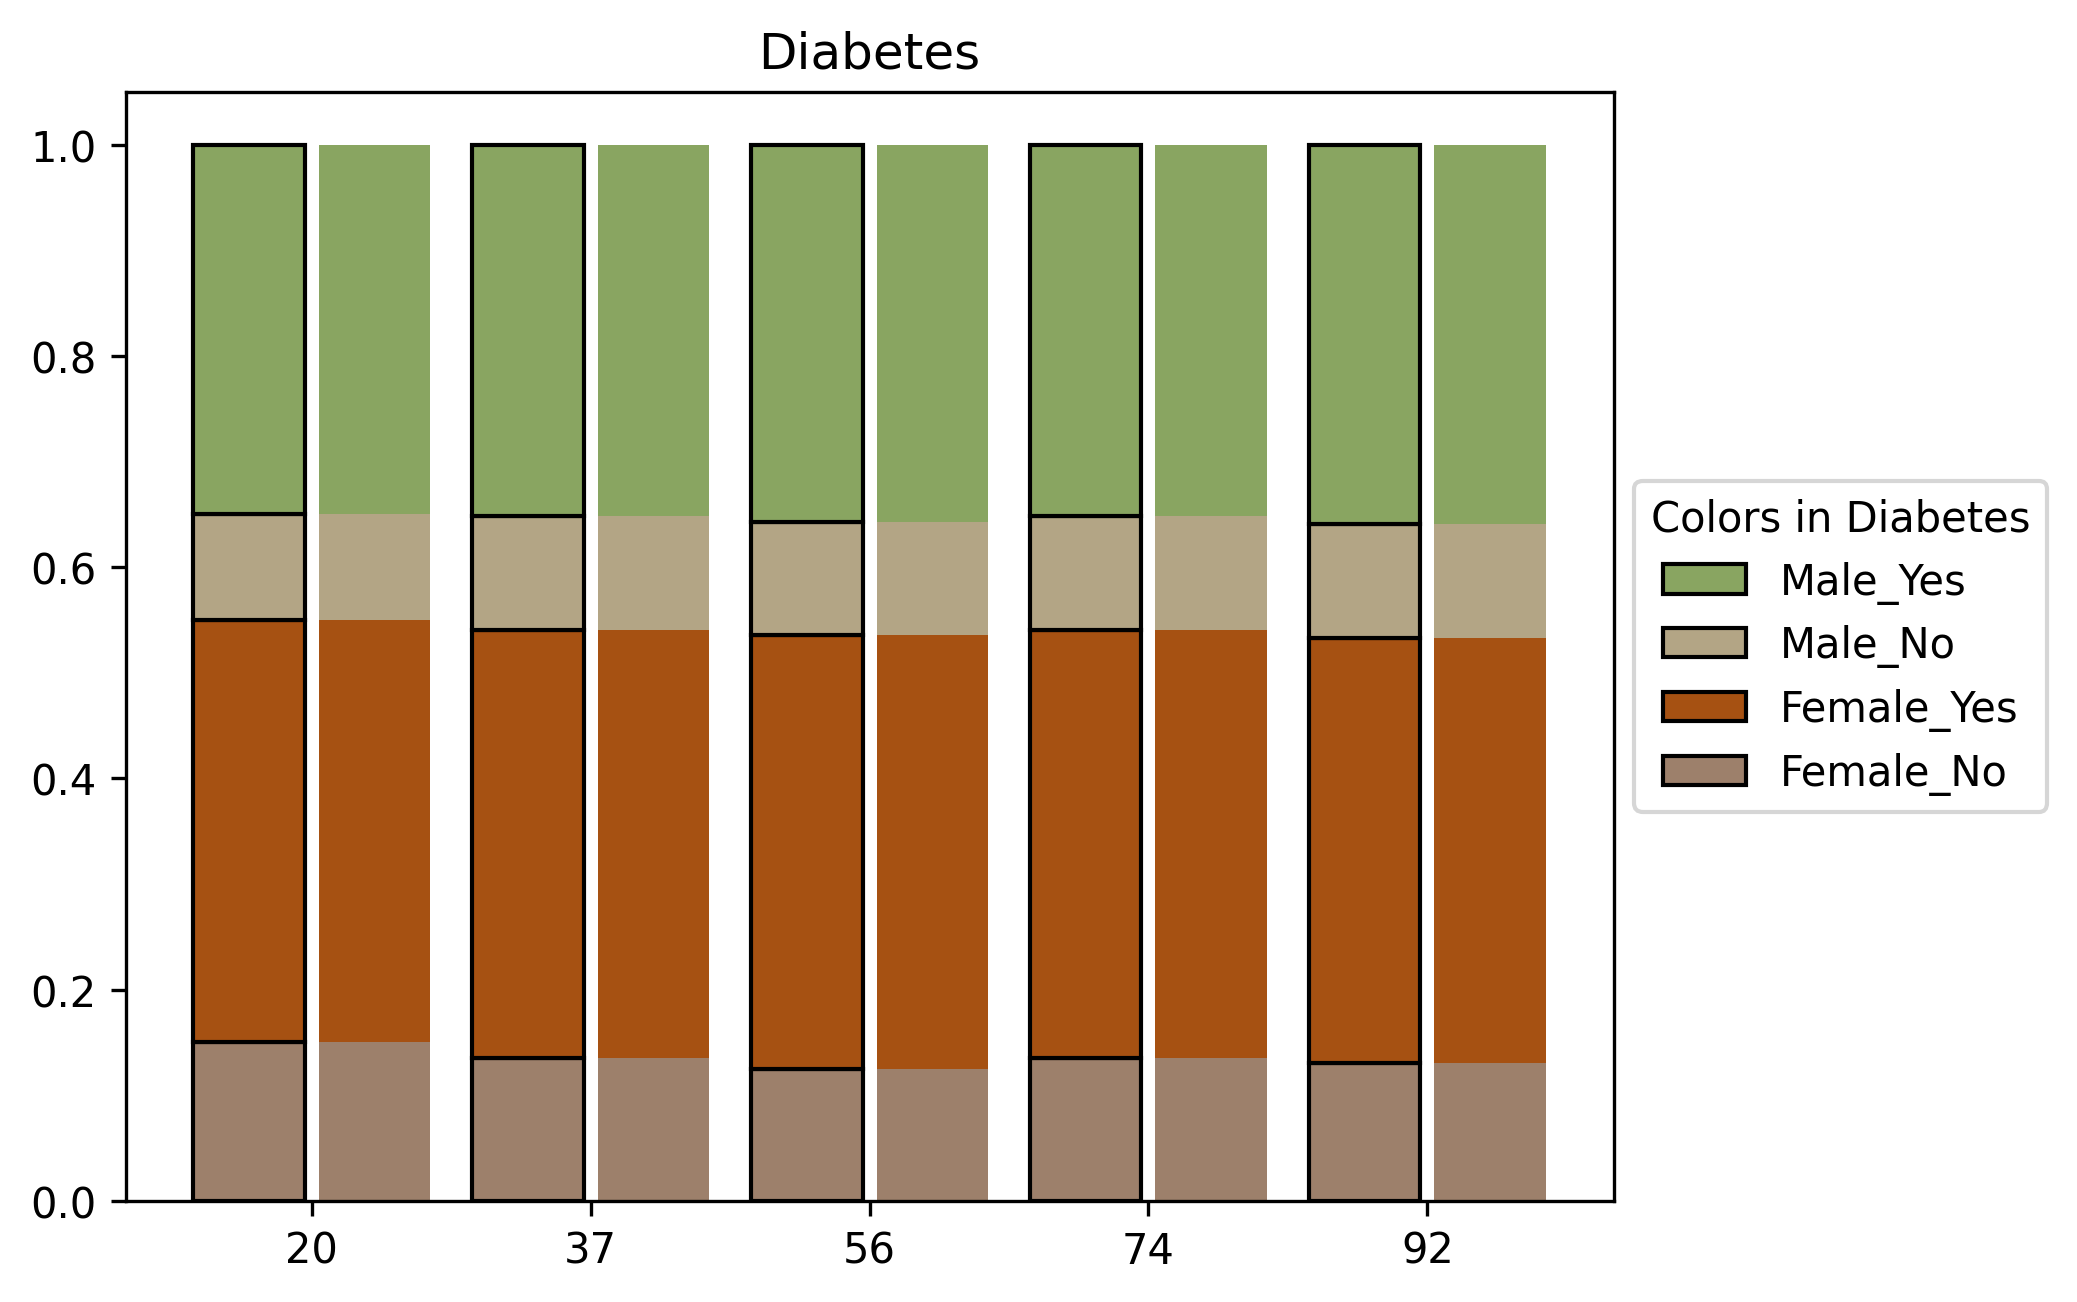 Diabetes
1.0
0.8
0.6
0.4
0.2
0.0
20 37 56 74 92
Colors in Diabetes
Male_Yes
Male_No
Female_Yes
Female_No